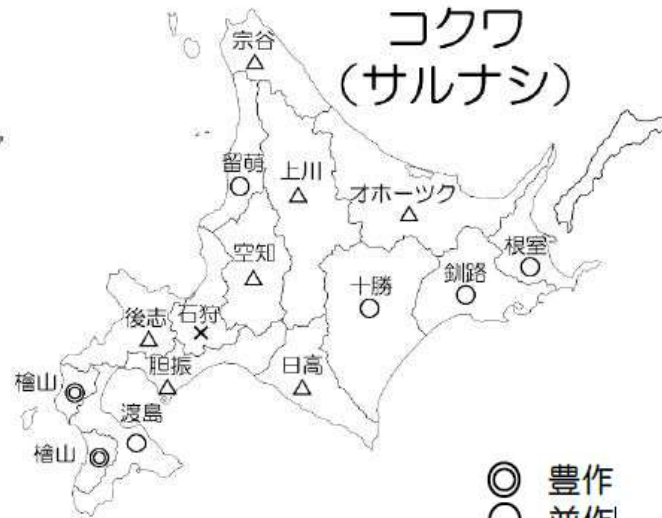 コクワ
（サルナシ）
宗谷
△
留萌
○
上川
△
オホーツク
△
根室
○
釧路
○
十勝
○
空知
△
石狩
×
後志
△
胆振
△
日高
△
檜山
◎
渡島
○
檜山
◎
◎ 豊作
○ 並作